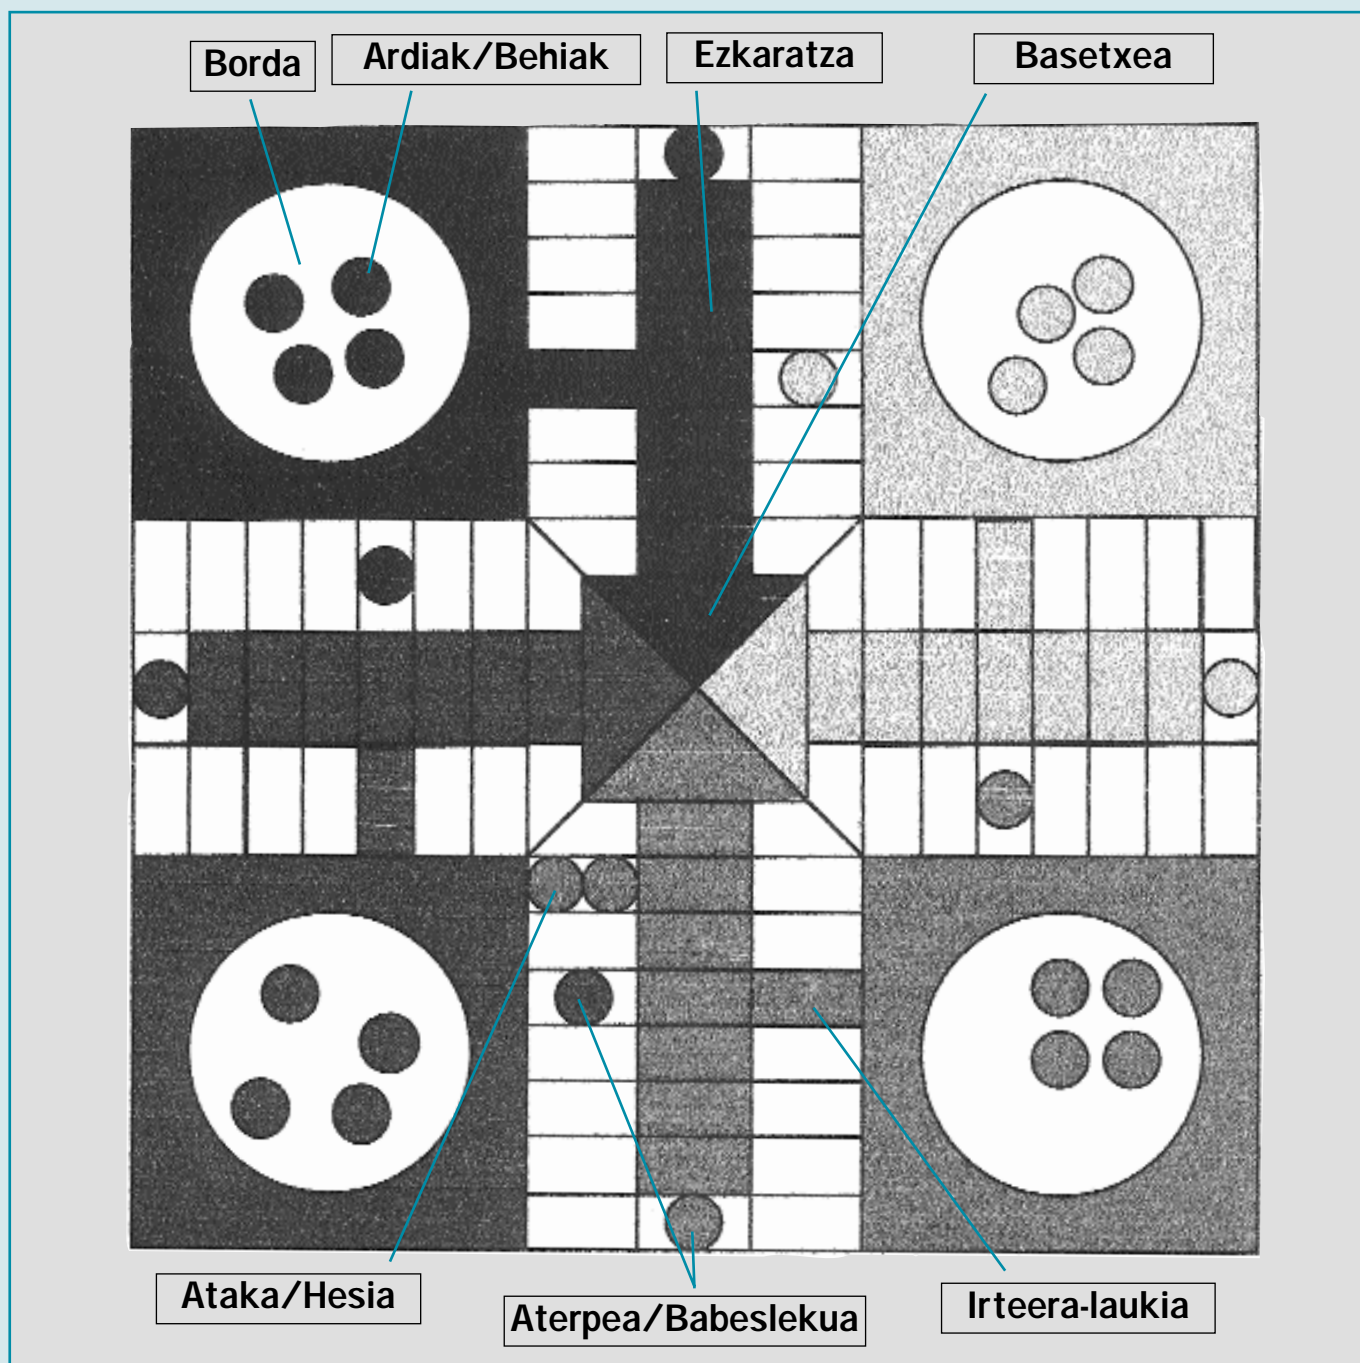 Borda
Ardiak/Behiak
Ezkaratza
Basetxea
Ataka/Hesia
Aterpea/Babeslekua
Irteera-laukia